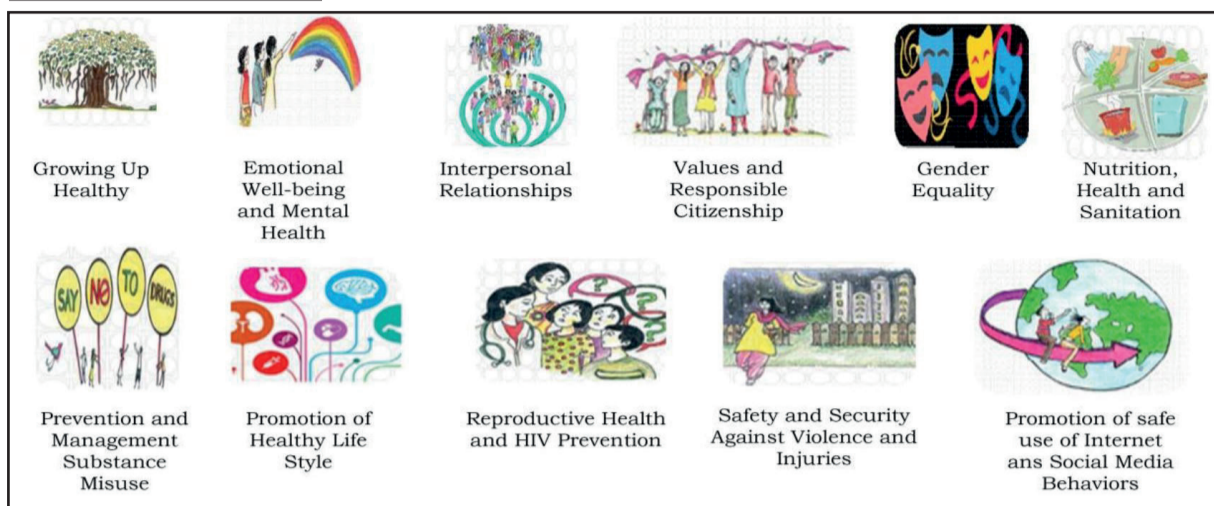 Growing Up
Healthy
Emotional
Well-being
and Mental
Health
Interpersonal
Relationships
Values and
Responsible
Citizenship
Gender
Equality
Nutrition,
Health and
Sanitation
SAY
NO
TO
DRUGS
?
?
?
?
Prevention and
Management
Substance
Misuse
Promotion of
Healthy Life
Style
Reproductive Health
and HIV Prevention
Safety and Security
Against Violence and
Injuries
Promotion of safe
use of Internet
ans Social Media
Behaviors